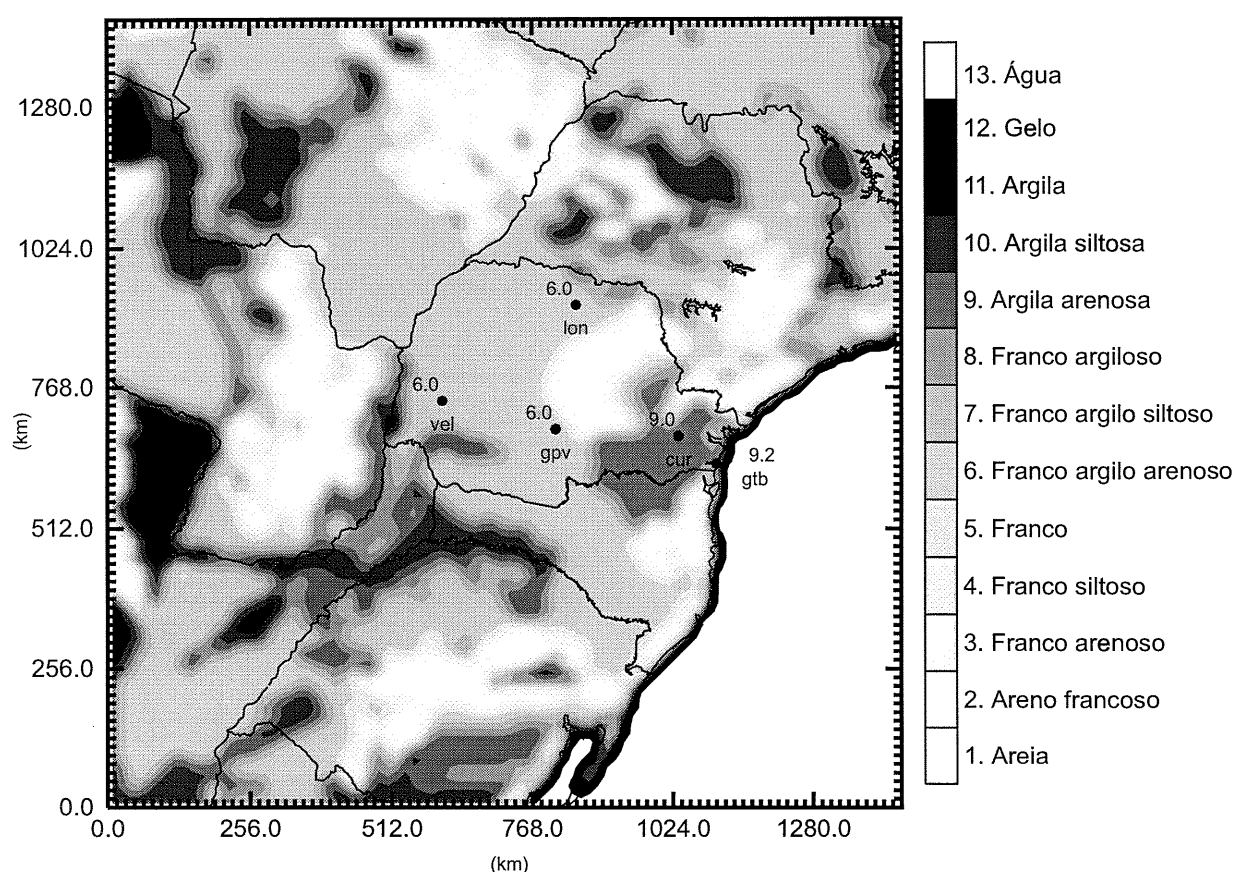 13. Água
1280.0
12. Gelo
11. Argila
10. Argila siltosa
1024.0
9. Argila arenosa
6.0
lon
8. Franco argiloso
768.0
6.0
vel
6.0
gpv
9.0
cur
9.2
gtb
7. Franco argilo siltoso
(km)
6. Franco argilo arenoso
512.0
5. Franco
4. Franco siltoso
3. Franco arenoso
256.0
2. Areno francoso
1. Areia
0.0
0.0 256.0 512.0 768.0 1024.0 1280.0
(km)